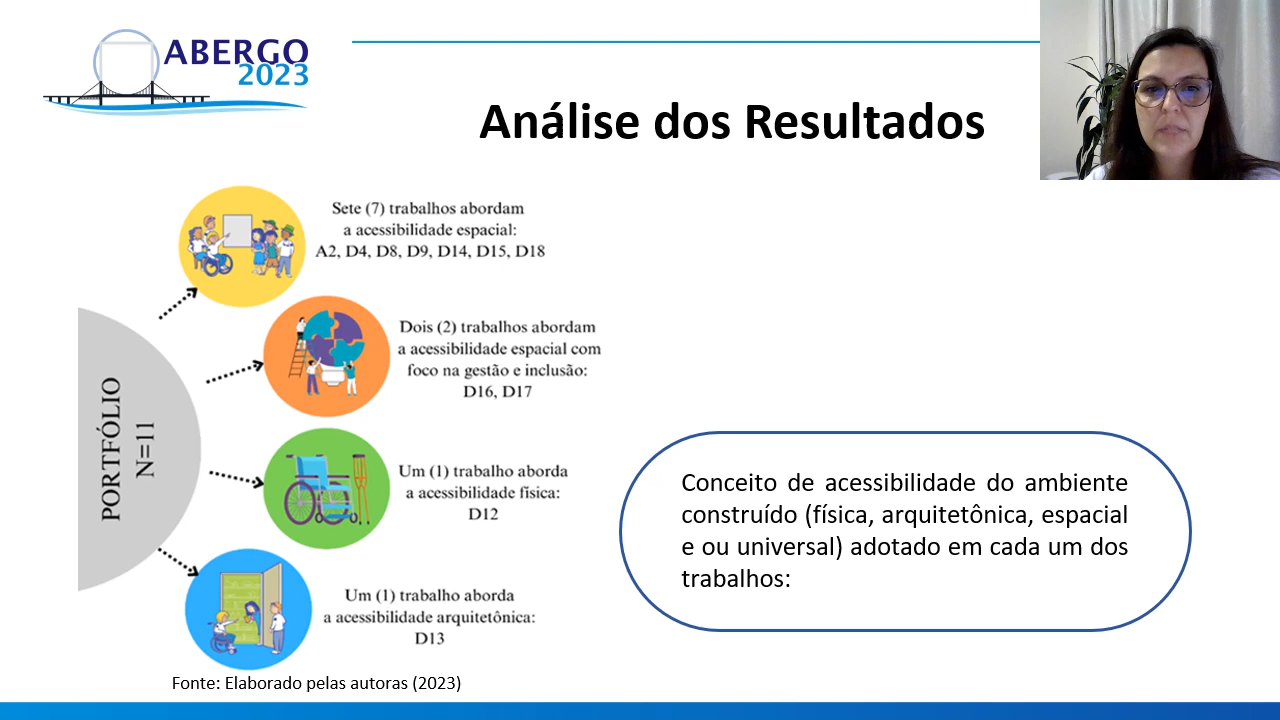 ABERGO
2023
Análise dos Resultados
Sete (7) trabalhos abordam
a acessibilidade espacial:
A2, D4, D8, D9, D14, D15, D18
Dois (2) trabalhos abordam
a acessibilidade espacial com
foco na gestão e inclusão:
D16, D17
PORTFÓLIO
N=11
Um (1) trabalho aborda
a acessibilidade física:
D12
Um (1) trabalho aborda
a acessibilidade arquitetônica:
D13
Conceito de acessibilidade do ambiente
construído (física, arquitetônica, espacial
e ou universal) adotado em cada um dos
trabalhos:
Fonte: Elaborado pelas autoras (2023)